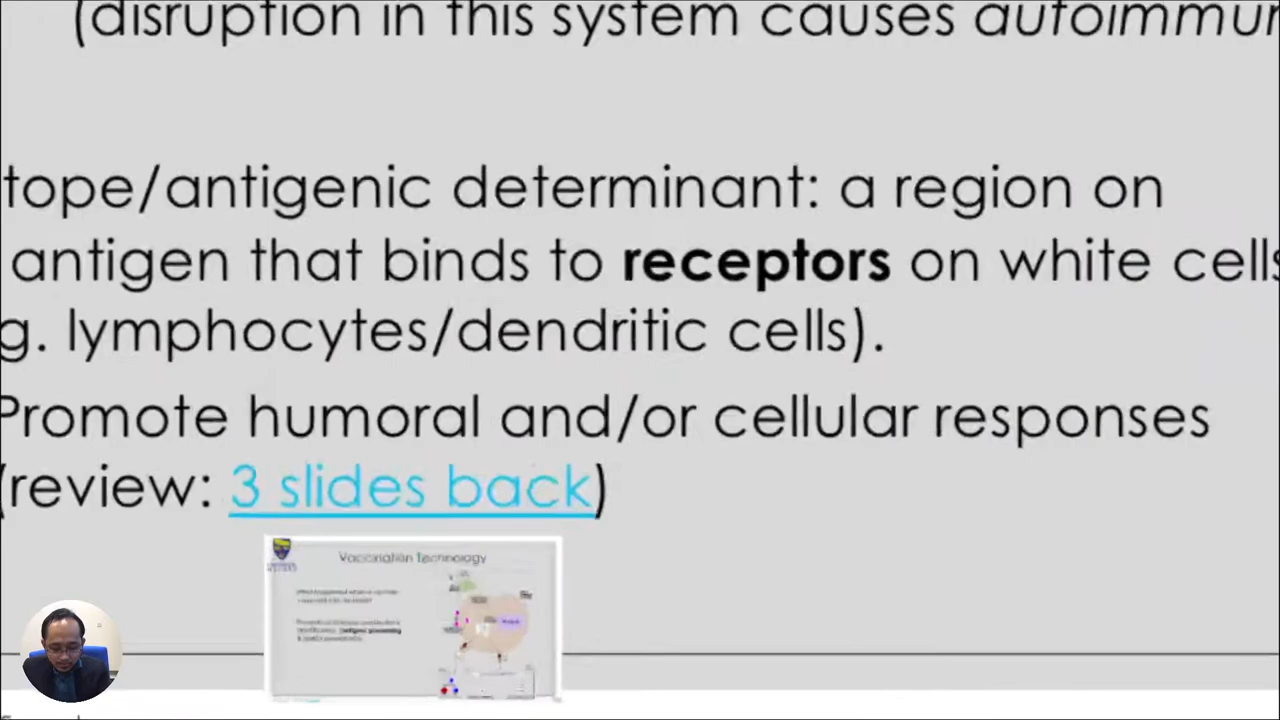 (disruption in this system causes autoimmun
tope/antigenic determinant: a region on
antigen that binds to receptors on white cells
g. lymphocytes/dendritic cells).
Promote humoral and/or cellular responses
(review: 3 slides back)
Vaccination Technology